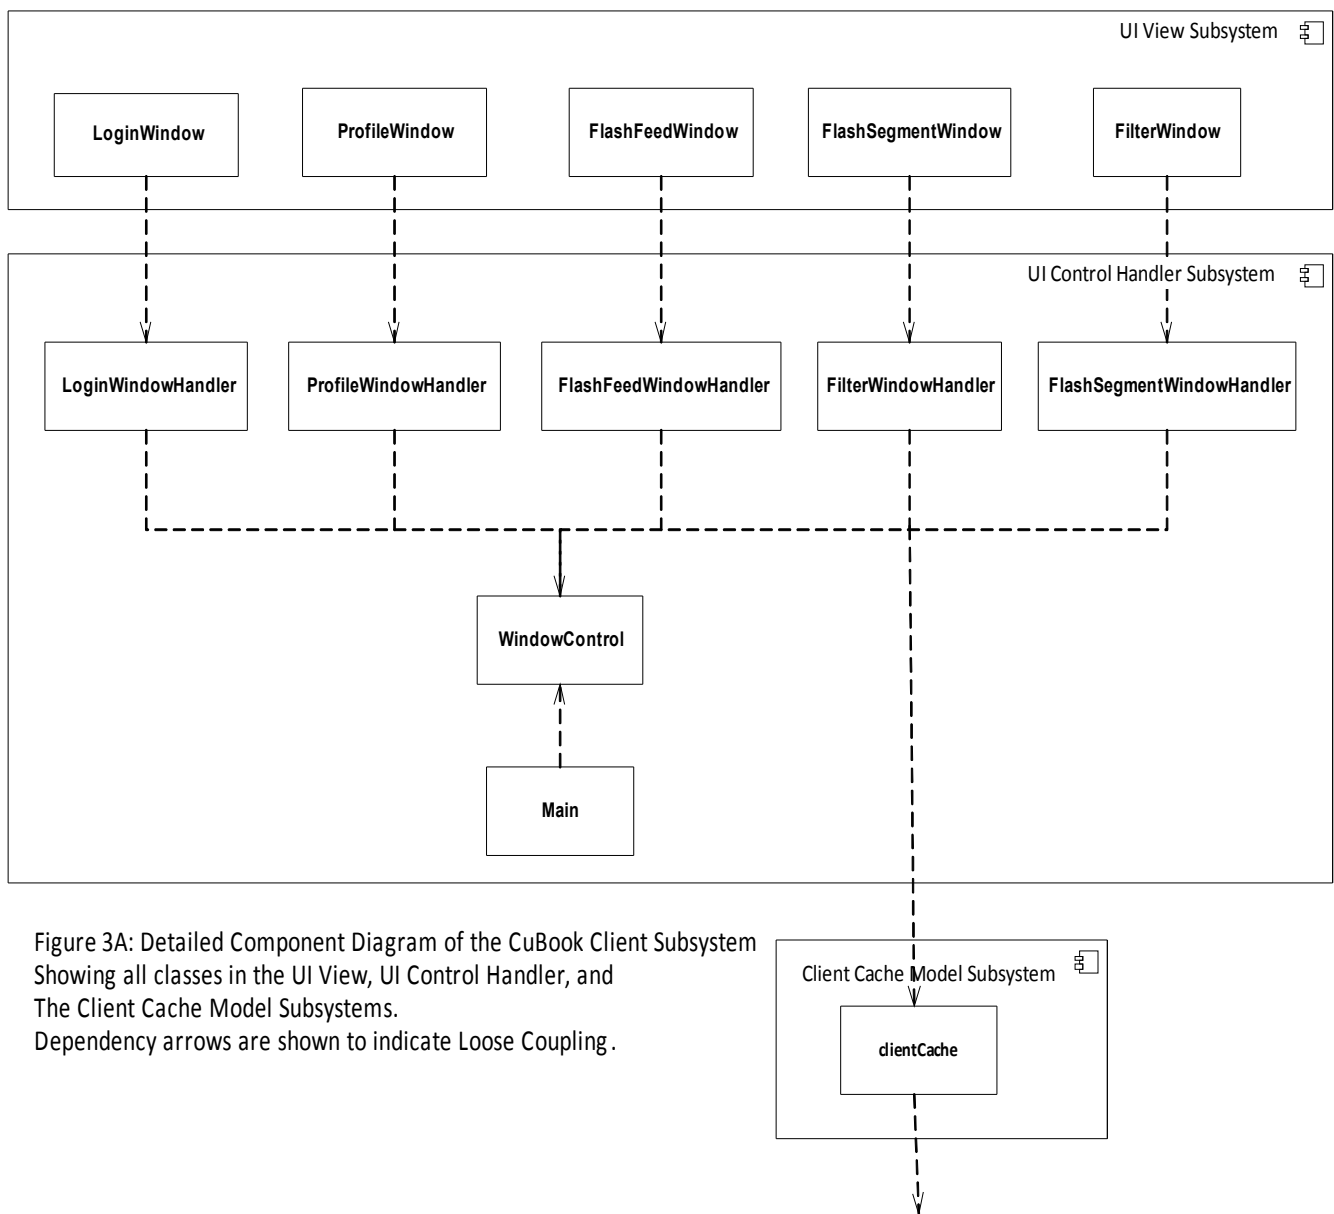 UI View Subsystem
LoginWindow
ProfileWindow
FlashFeedWindow
FlashSegmentWindow
FilterWindow
UI Control Handler Subsystem
LoginWindowHandler
ProfileWindowHandler
FlashFeedWindowHandler
FilterWindowHandler
FlashSegmentWindowHandler
WindowControl
Main
Figure 3A: Detailed Component Diagram of the CuBook Client Subsystem
Showing all classes in the UI View, UI Control Handler, and
The Client Cache Model Subsystems.
Dependency arrows are shown to indicate Loose Coupling.
Client Cache Model Subsystem
clientCache